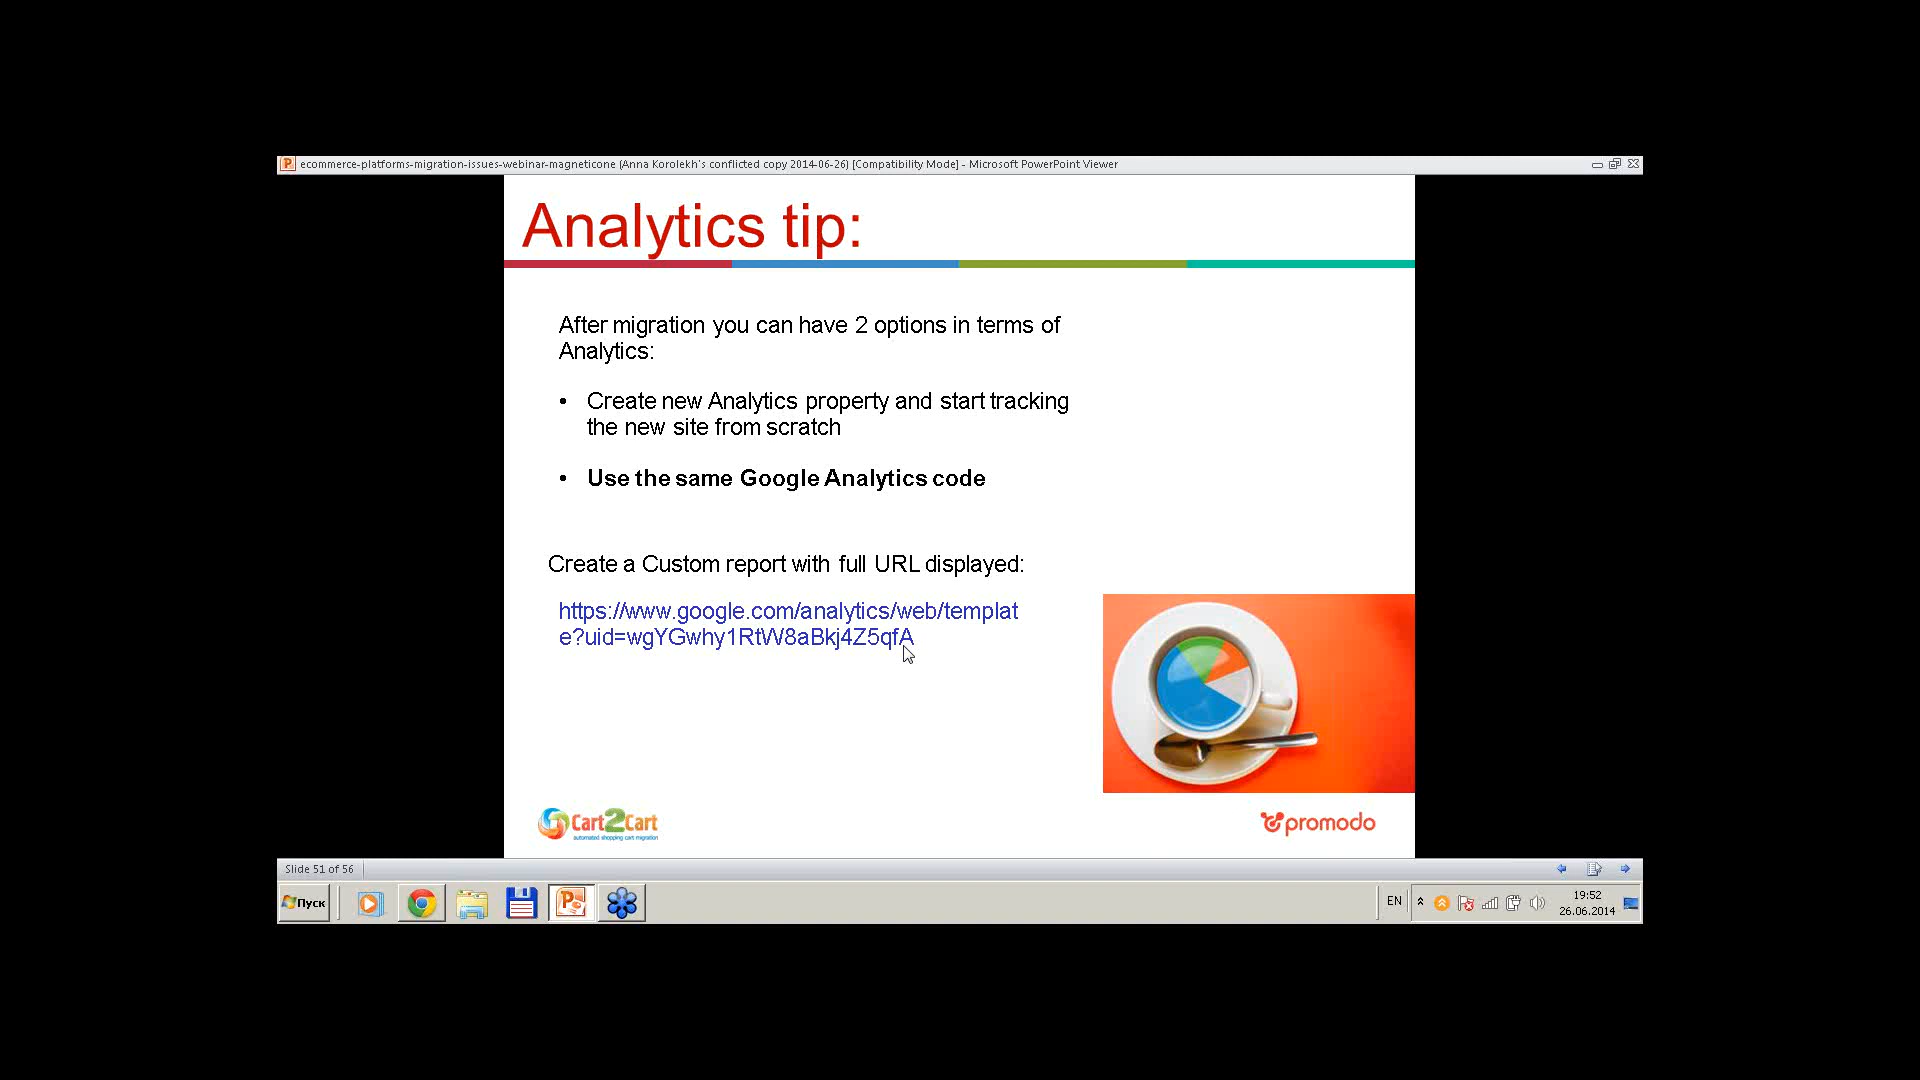 ecommerce-platforms-migration-issues-webinar-magneticone (Anna Korolekh's conflicted copy 2014-06-26) [Compatibility Mode] - Microsoft PowerPoint Viewer
Analytics tip:
After migration you can have 2 options in terms of
Analytics:
• Create new Analytics property and start tracking
the new site from scratch
• Use the same Google Analytics code
Create a Custom report with full URL displayed:
https://www.google.com/analytics/web/templat
e?uid=wgYGwhy1RtW8aBkj4Z5qfA
Cart2Cart
automated shopping cart migration
promodo
Slide 51 of 56
Пуск
EN
19:52
26.06.2014